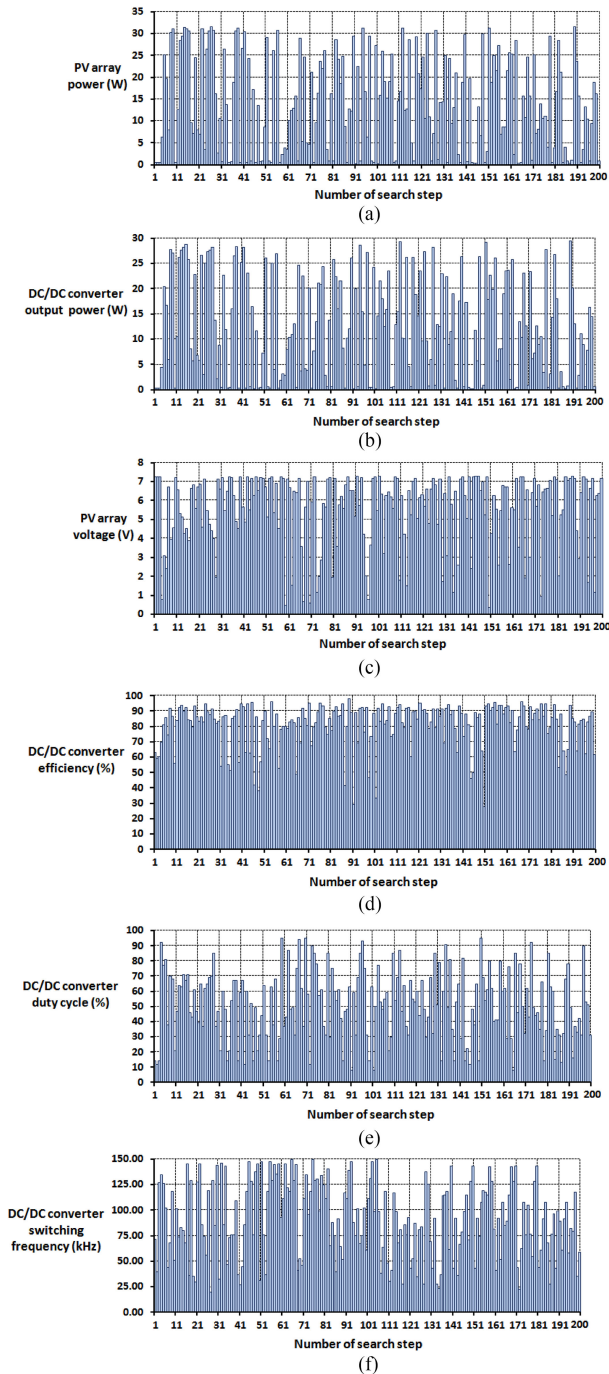 PV array
power (W)
35
30
25
20
15
10
5
0
1 11 21 31 41 51 61 71 81 91 101 111 121 131 141 151 161 171 181 191 200
Number of search step
(a)
DC/DC converter
output power (W)
30
25
20
15
10
5
0
1 11 21 31 41 51 61 71 81 91 101 111 121 131 141 151 161 171 181 191 200
Number of search step
(b)
PV array
voltage (V)
8
7
6
5
4
3
2
1
0
1 11 21 31 41 51 61 71 81 91 101 111 121 131 141 151 161 171 181 191 200
Number of search step
(c)
DC/DC converter
efficiency (%)
100
90
80
70
60
50
40
30
20
10
0
1 11 21 31 41 51 61 71 81 91 101 111 121 131 141 151 161 171 181 191 200
Number of search step
(d)
DC/DC converter
duty cycle (%)
100
90
80
70
60
50
40
30
20
10
0
1 11 21 31 41 51 61 71 81 91 101 111 121 131 141 151 161 171 181 191 200
Number of search step
(e)
DC/DC converter
switching
frequency (kHz)
150.00
125.00
100.00
75.00
50.00
25.00
0.00
1 11 21 31 41 51 61 71 81 91 101 111 121 131 141 151 161 171 181 191 200
Number of search step
(f)